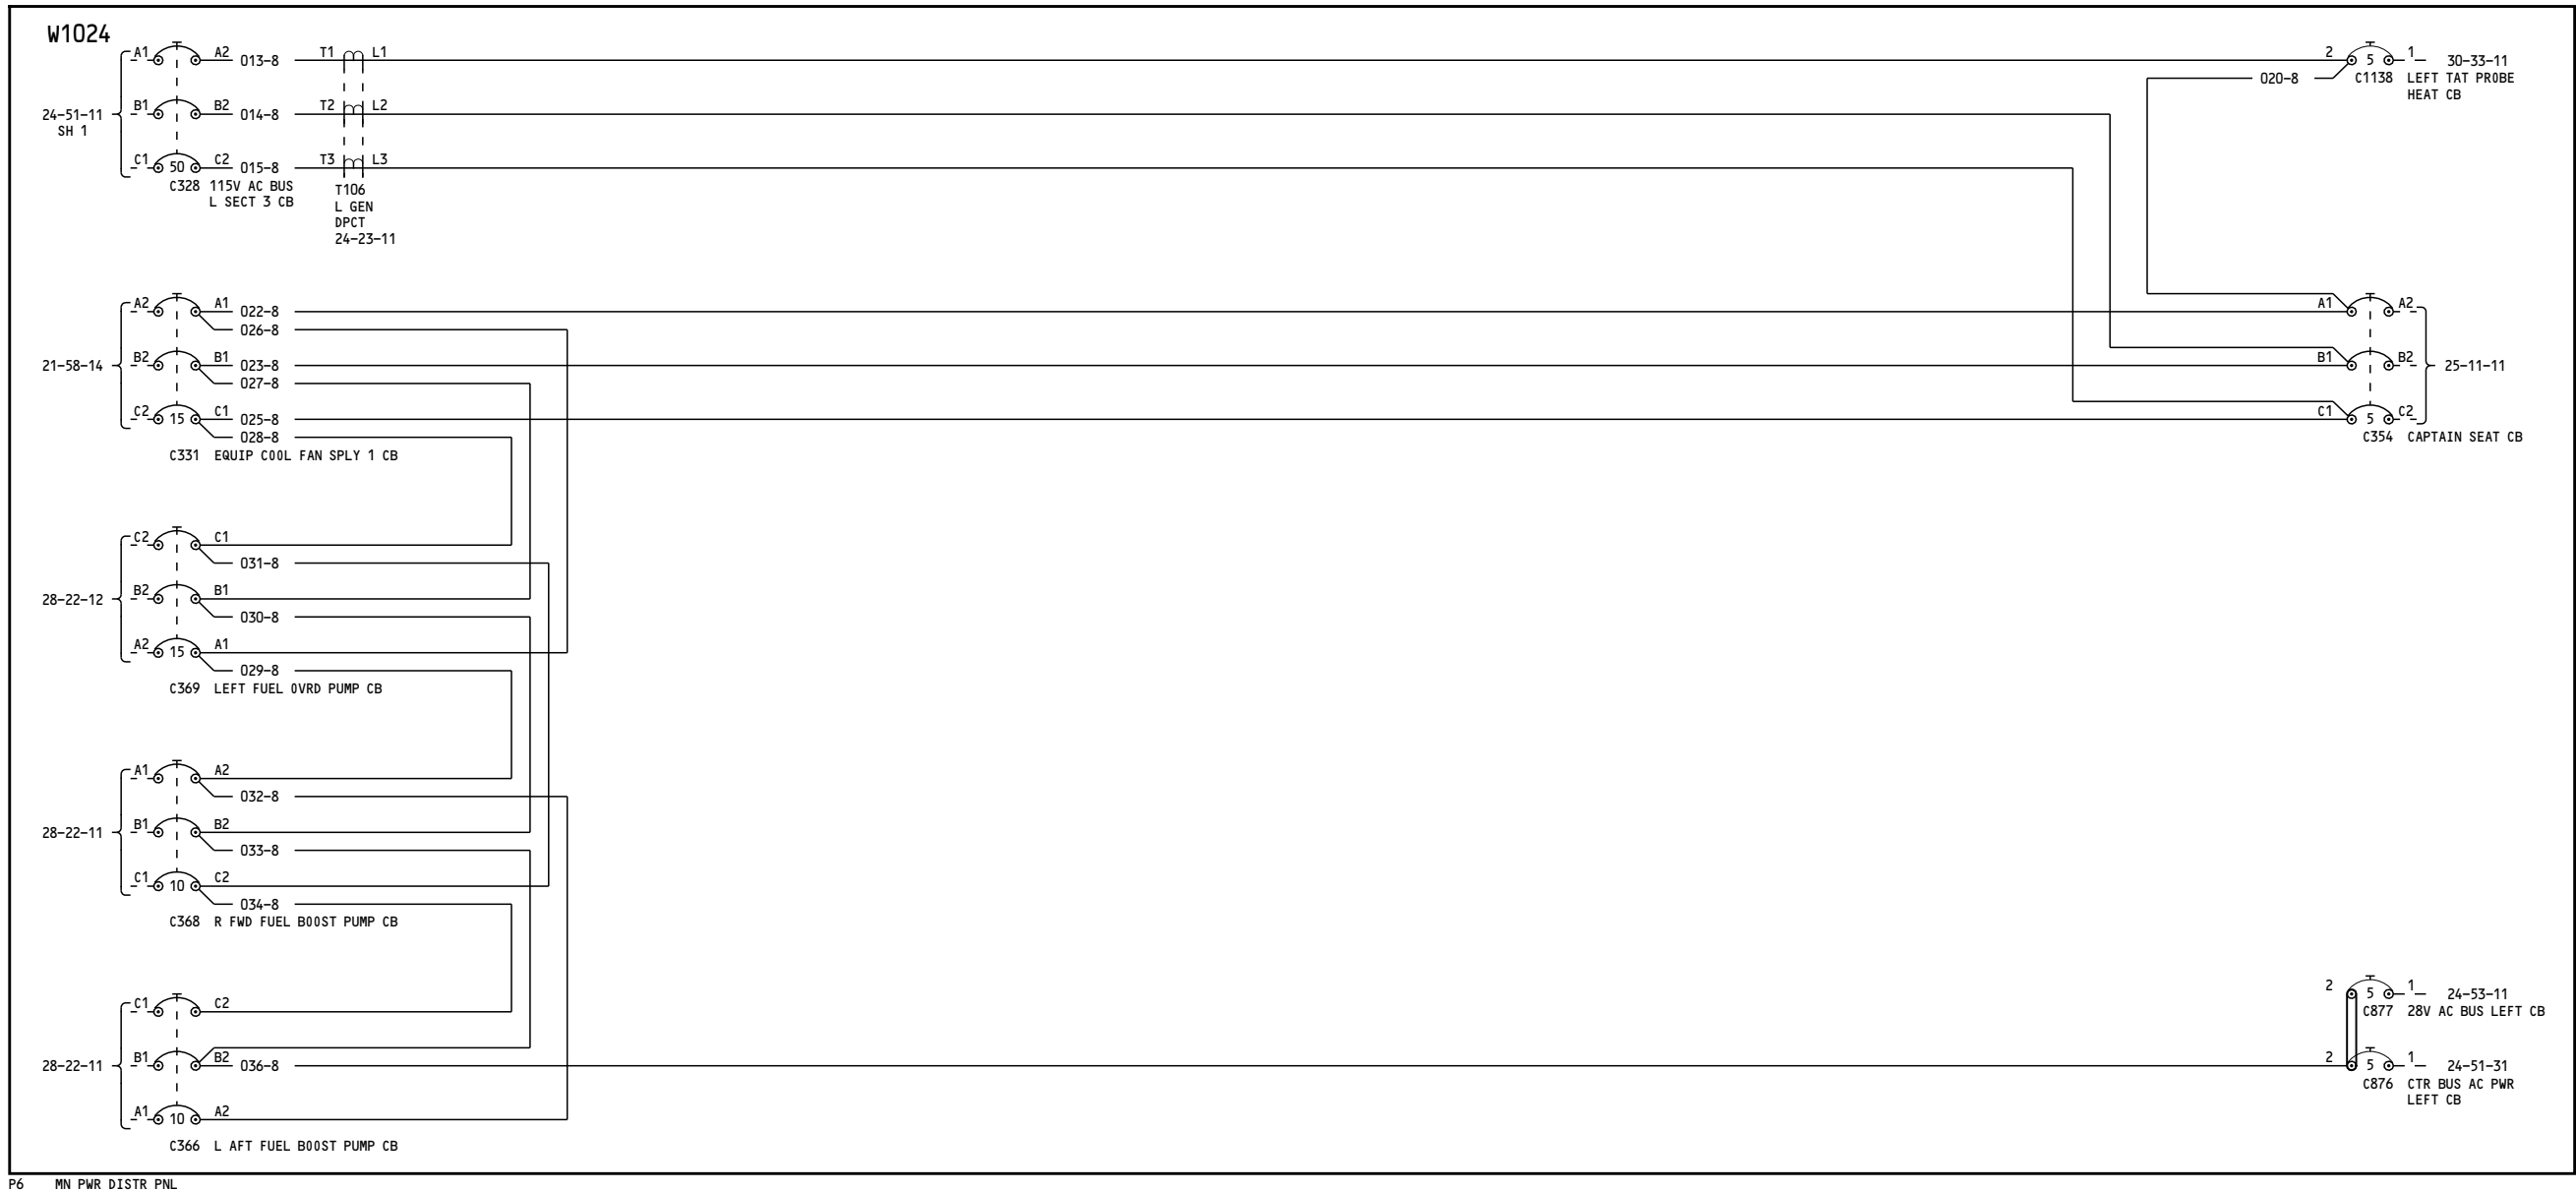 W1024
A1 A2 013-8 T1 L1 2 5 1 30-33-11
020-8 C1138 LEFT TAT PROBE
HEAT CB
B1 B2 014-8 T2 L2
24-51-11
SH 1
C1 50 C2 015-8 T3 L3
C328 115V AC BUS
L SECT 3 CB
T106
L GEN
DPCT
24-23-11
A2 A1 022-8 A1 A2
026-8
21-58-14 B2 B1 023-8 B1 B2 25-11-11
027-8
C2 15 C1 025-8 C1 5 C2
028-8 C354 CAPTAIN SEAT CB
C331 EQUIP COOL FAN SPLY 1 CB
C2 C1
031-8
28-22-12 B2 B1
030-8
A2 15 A1
029-8
C369 LEFT FUEL OVRD PUMP CB
A1 A2
032-8
28-22-11 B1 B2
033-8
C1 10 C2
034-8
C368 R FWD FUEL BOOST PUMP CB
2 5 1 24-53-11
C877 28V AC BUS LEFT CB
C1 C2
28-22-11 B1 B2 036-8 2 5 1 24-51-31
C876 CTR BUS AC PWR
LEFT CB
A1 10 A2
C366 L AFT FUEL BOOST PUMP CB
P6 MN PWR DISTR PNL